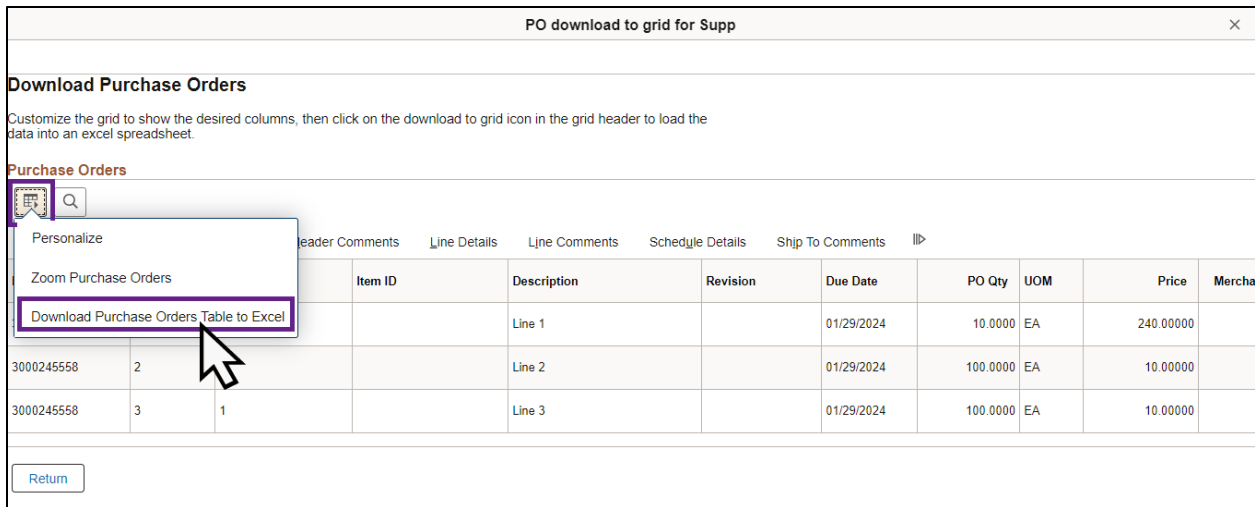 PO download to grid for Supp
Download Purchase Orders
Customize the grid to show the desired columns, then click on the download to grid icon in the grid header to load the
data into an excel spreadsheet.
Purchase Orders
Personalize
Header Comments Line Details Line Comments Schedule Details Ship To Comments
Zoom Purchase Orders
Item ID Description Revision Due Date PO Qty UOM Price Mercha
Download Purchase Orders Table to Excel
Line 1 01/29/2024 10.0000 EA 240.00000
3000245558 2 Line 2 01/29/2024 100.0000 EA 10.00000
3000245558 3 1 Line 3 01/29/2024 100.0000 EA 10.00000
Return